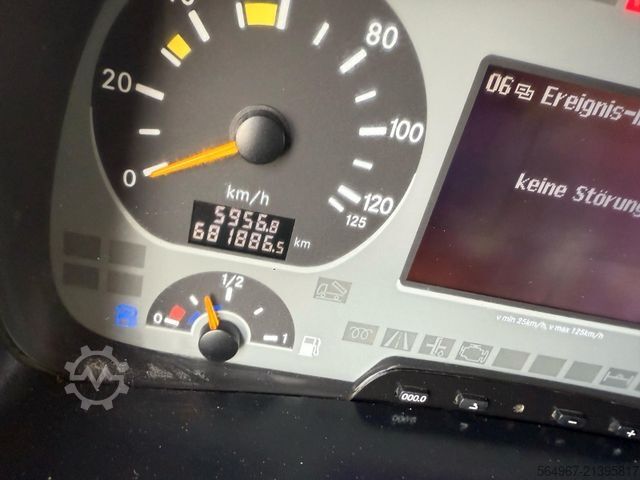 20
80
100
120
125
0
km/h
5956.8
681886.5 km
06 Ereignis-
keine Störung
v min 25km/h, v max 125km/h
1/2
0
1
000.0
564967-21395817